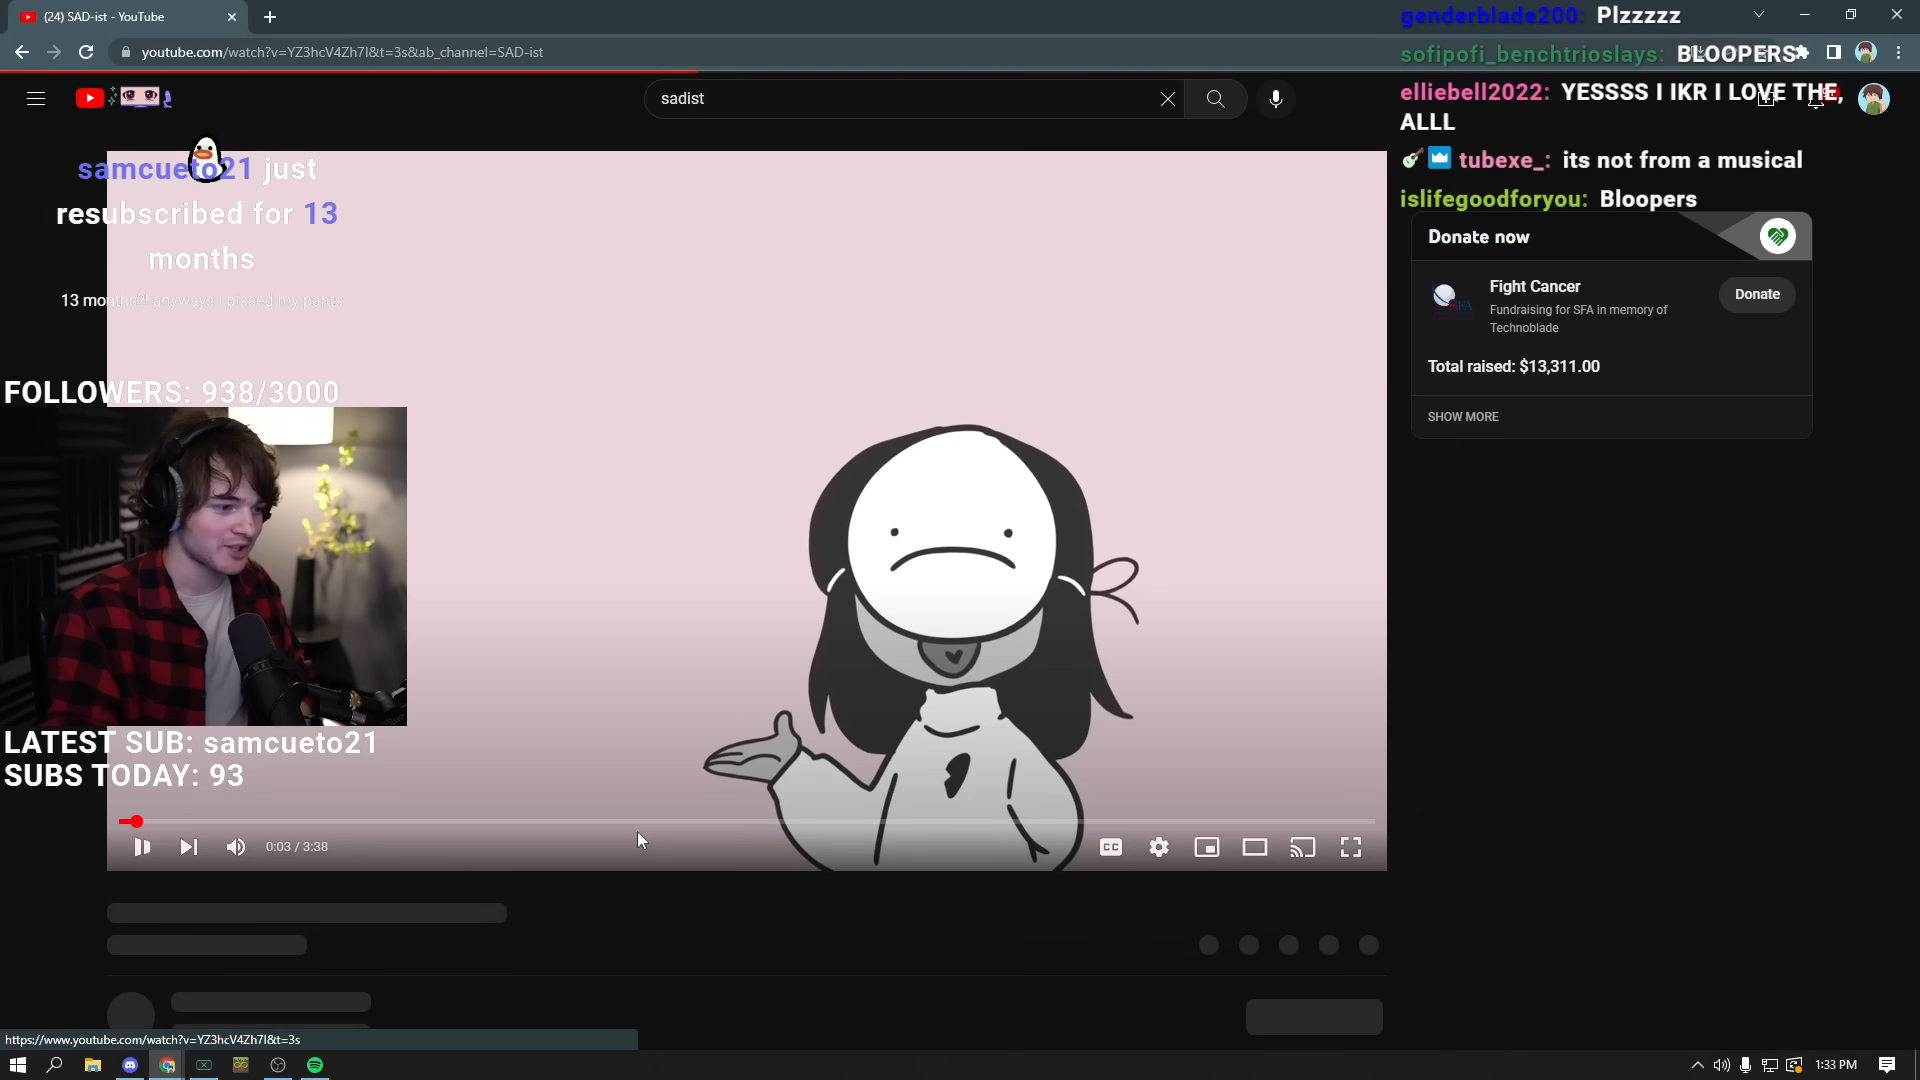 (24) SAD-ist - YouTube
youtube.com/watch?v=YZ3hcV4Zh7I&t=3s&ab_channel=SAD-ist
sadist
genderblade200: Plzzzzz
sofipofi_benchtrioslays: BLOOPERS
elliebell2022: YESSSS I IKR I LOVE THE,
ALLL
tubexe_: its not from a musical
islifegoodforyou: Bloopers
samcueto21 just
resubscribed for 13
months
13 months?! anyways I pissed my pants
FOLLOWERS: 938/3000
LATEST SUB: samcueto21
SUBS TODAY: 93
Donate now
Fight Cancer
Donate
Fundraising for SFA in memory of
Technoblade
Total raised: $13,311.00
SHOW MORE
0:03 / 3:38
CC
https://www.youtube.com/watch?v=YZ3hcV4Zh7I&t=3s
1:33 PM